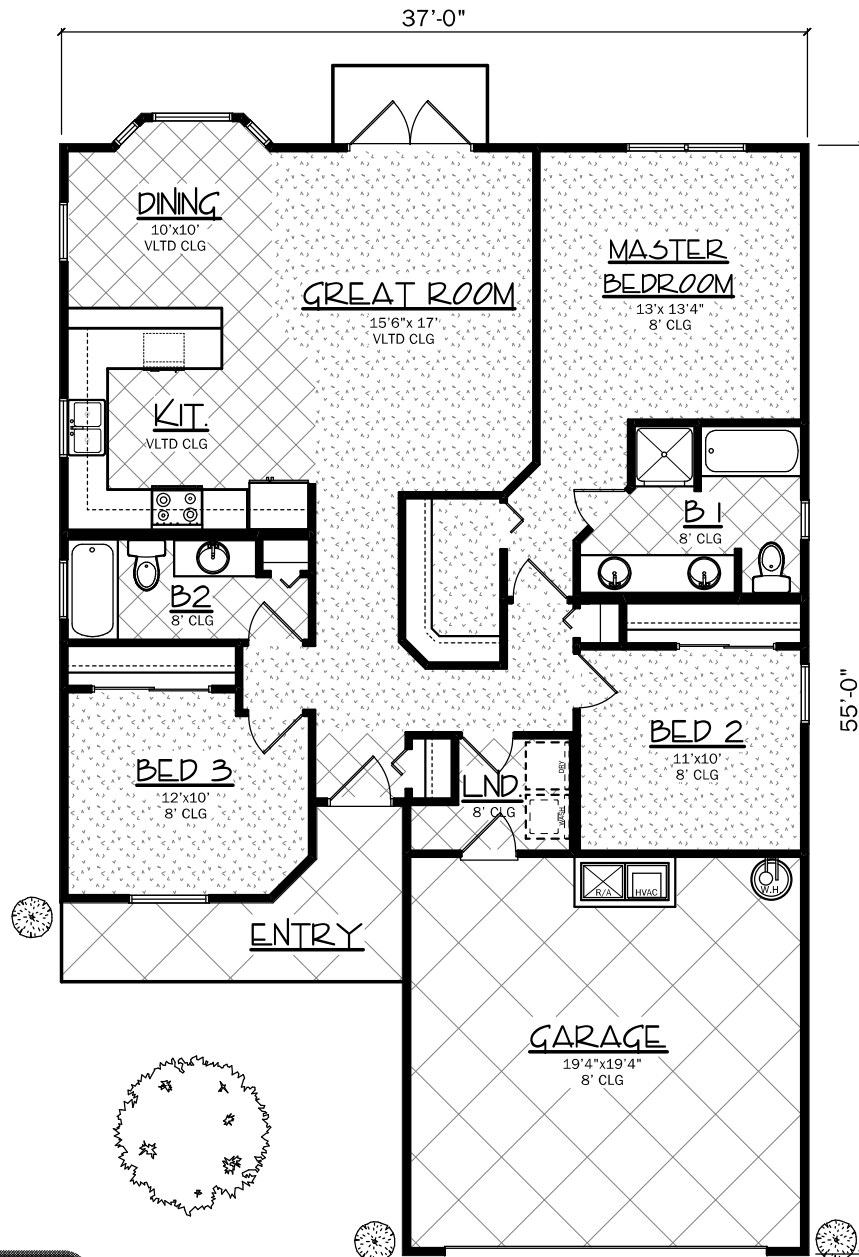 37'-0"
DINING
10'x10'
VLTD CLG
GREAT ROOM
15'6"x 17'
VLTD CLG
MASTER
BEDROOM
13'x 13'4"
8' CLG
KIT.
VLTD CLG
B 1
8' CLG
B2
8' CLG
55'-0"
BED 3
12'x10'
8' CLG
BED 2
11'x10'
8' CLG
LND.
8' CLG
DRY
R/A
HVAC
W.H
ENTRY
GARAGE
19'4"x19'4"
8' CLG